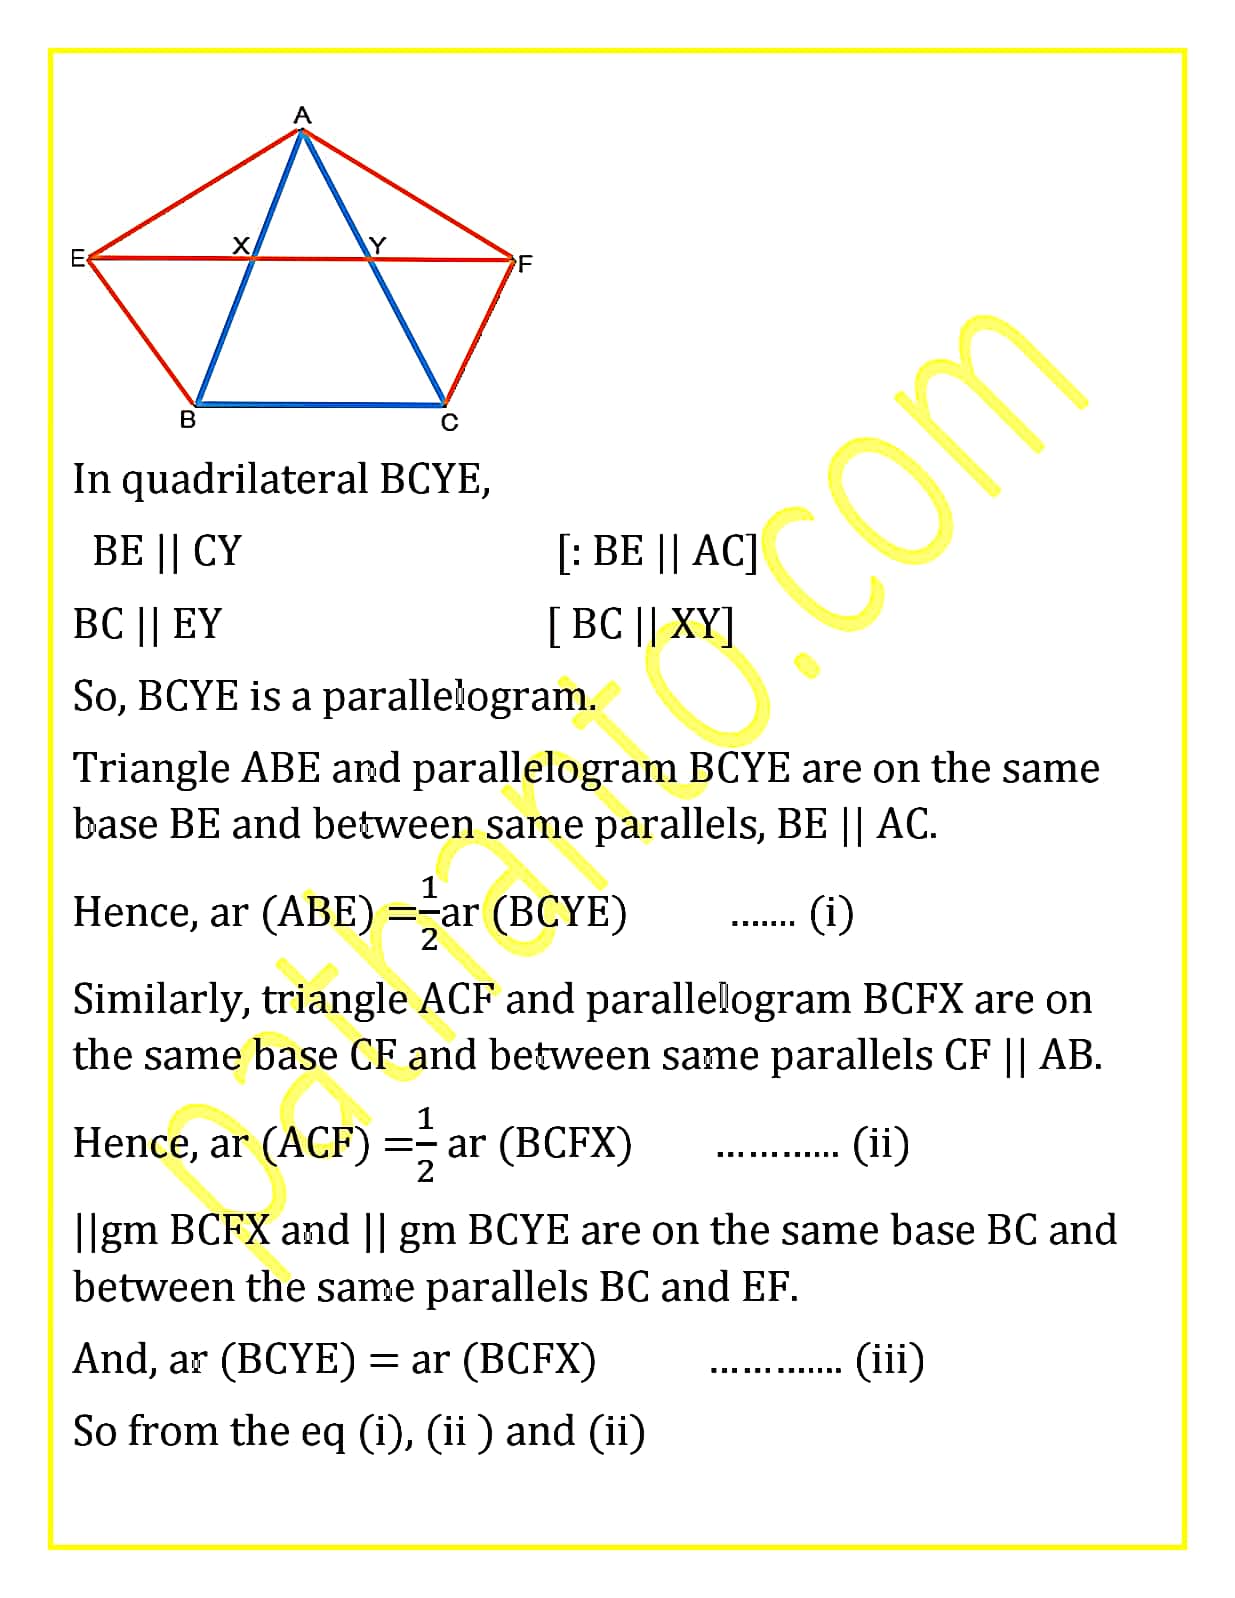 A
E
X
Y
F
B
C
In quadrilateral BCYE,
BE || CY [: BE || AC]
BC || EY [ BC || XY]
So, BCYE is a parallelogram.
Triangle ABE and parallelogram BCYE are on the same
base BE and between same parallels, BE || AC.
Hence, ar (ABE) =1/2ar (BCYE) ....... (i)
Similarly, triangle ACF and parallelogram BCFX are on
the same base CF and between same parallels CF || AB.
Hence, ar (ACF) =1/2 ar (BCFX) ............ (ii)
||gm BCFX and || gm BCYE are on the same base BC and
between the same parallels BC and EF.
And, ar (BCYE) = ar (BCFX) ............. (iii)
So from the eq (i), (ii ) and (ii)
pathanto.com